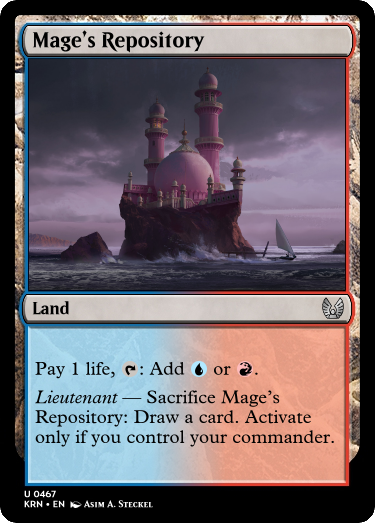 Mage's Repository
Land
Pay 1 life, : Add or .
Lieutenant — Sacrifice Mage's
Repository: Draw a card. Activate
only if you control your commander.
U 0467
KRN • EN Asim A. Steckel